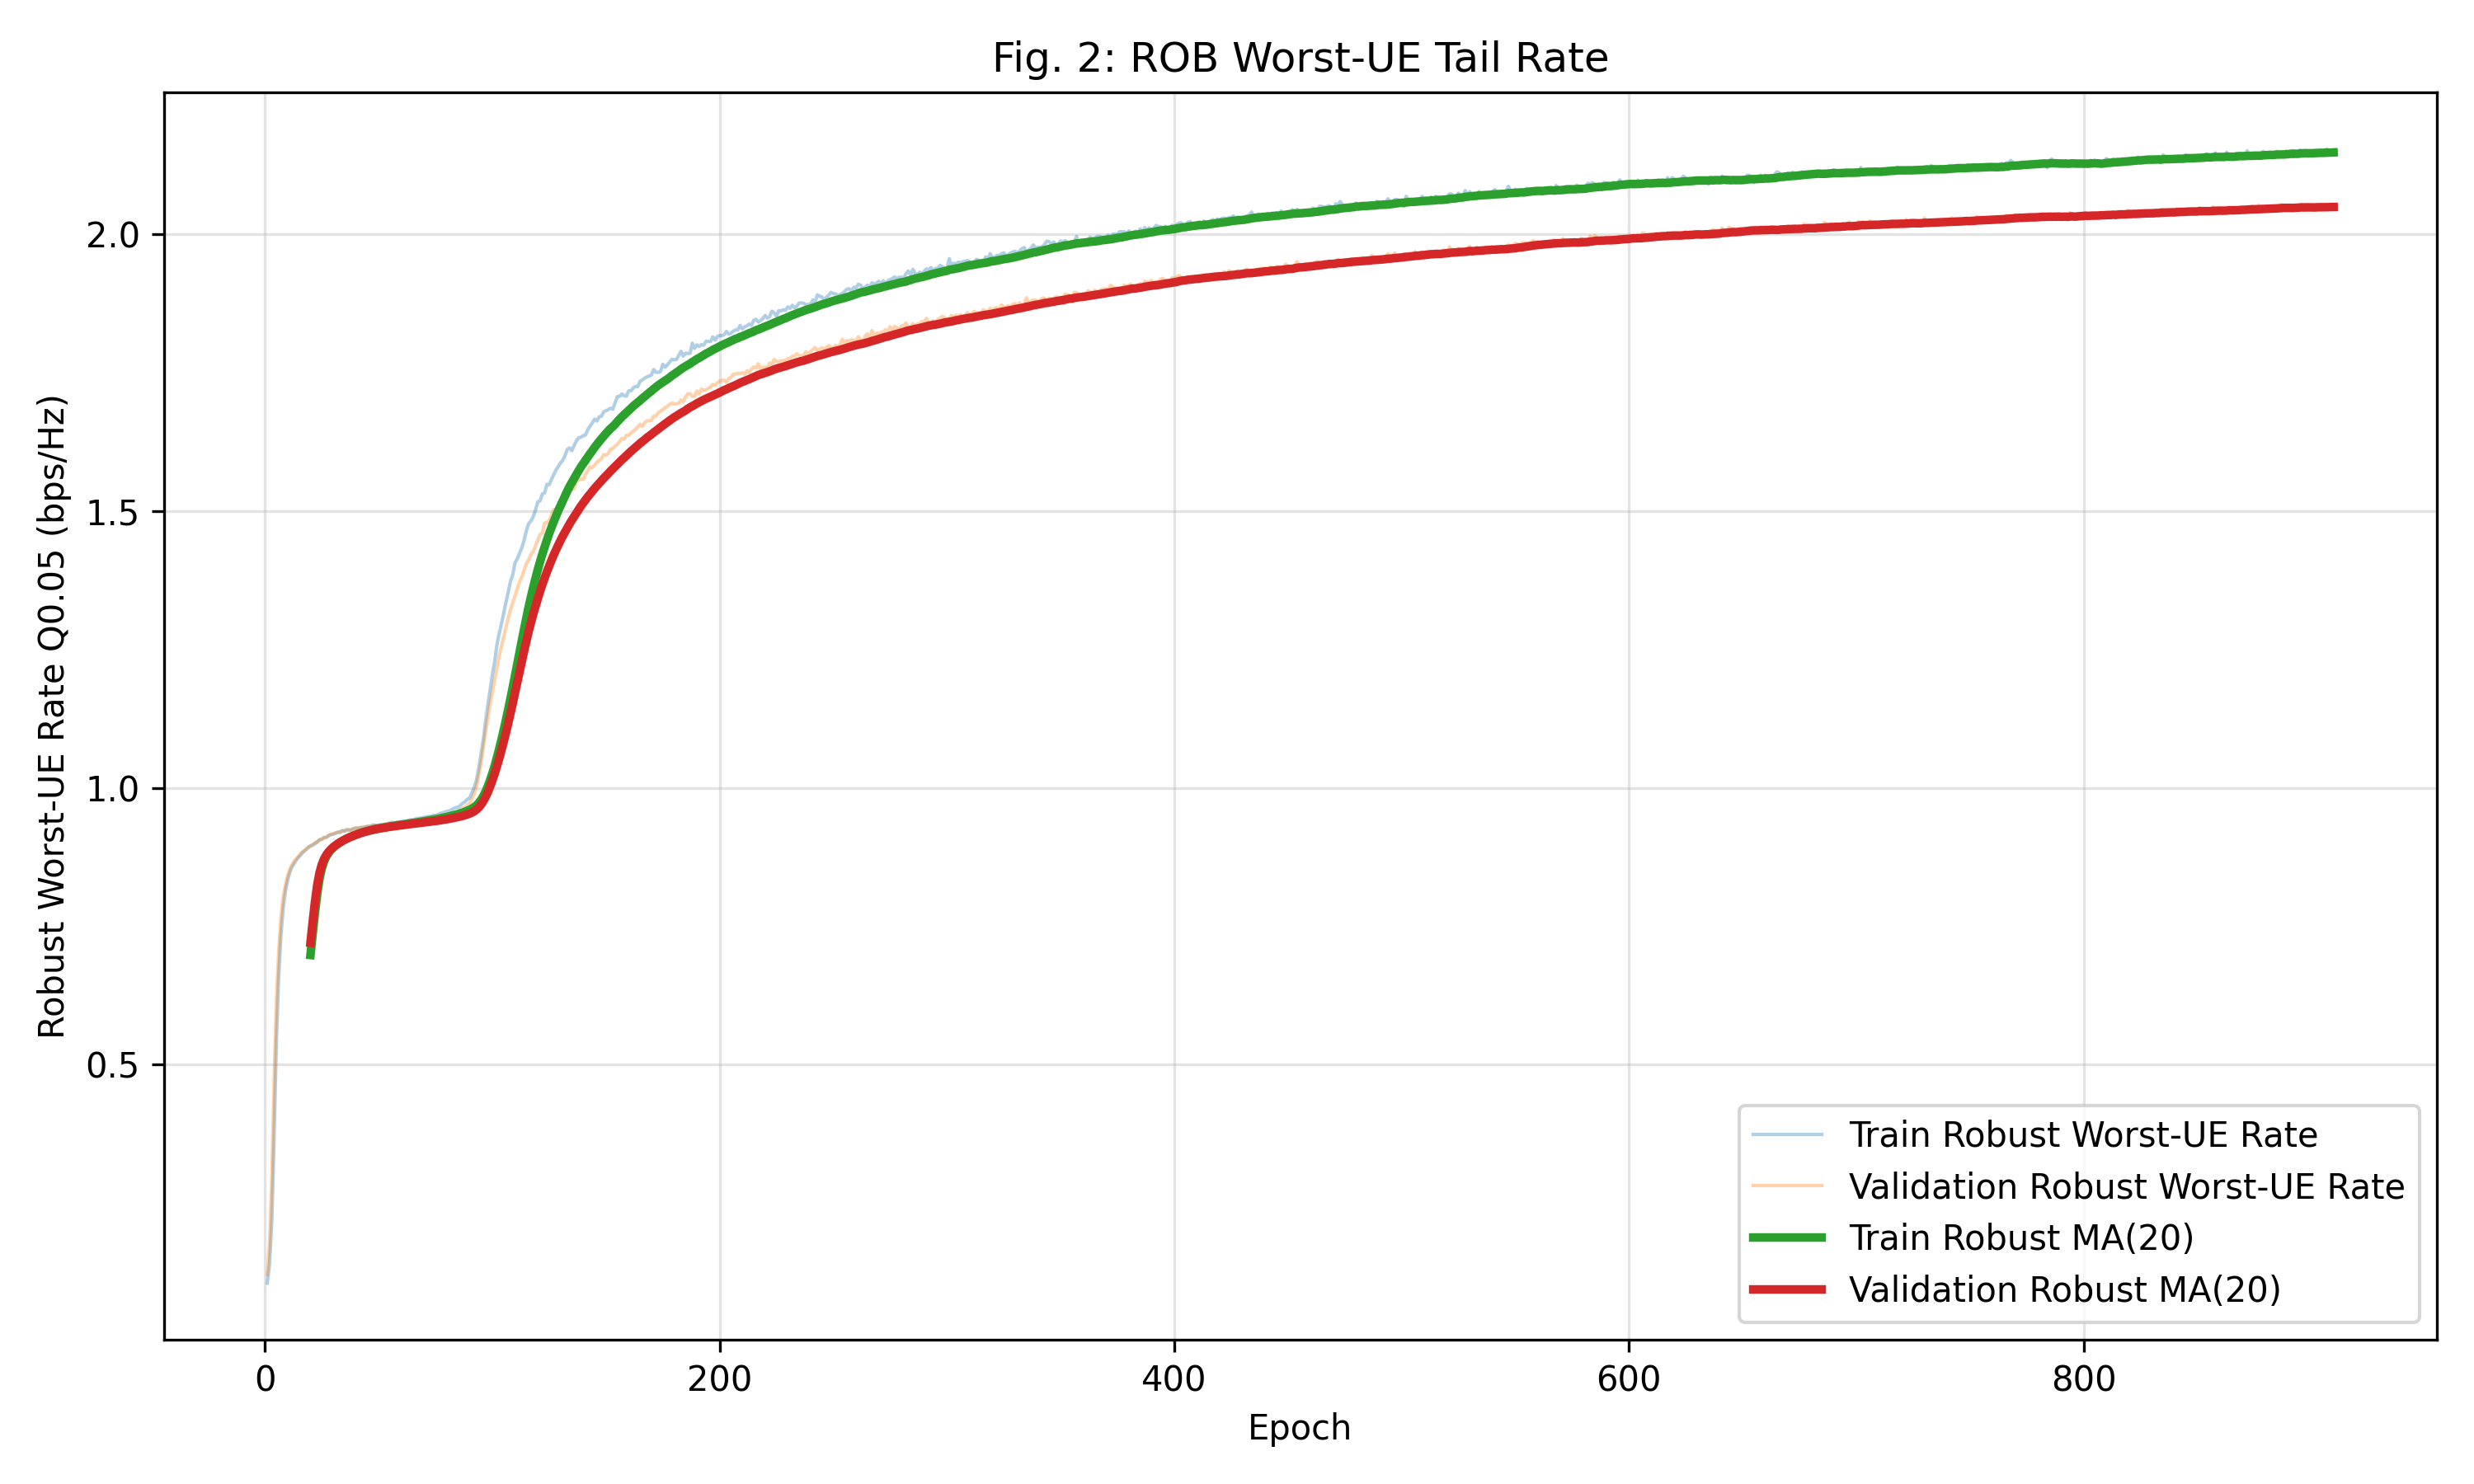 Fig. 2: ROB Worst-UE Tail Rate
Robust Worst-UE Rate Q0.05 (bps/Hz)
2.0
1.5
1.0
0.5
0
200
400
600
800
Epoch
Train Robust Worst-UE Rate
Validation Robust Worst-UE Rate
Train Robust MA(20)
Validation Robust MA(20)